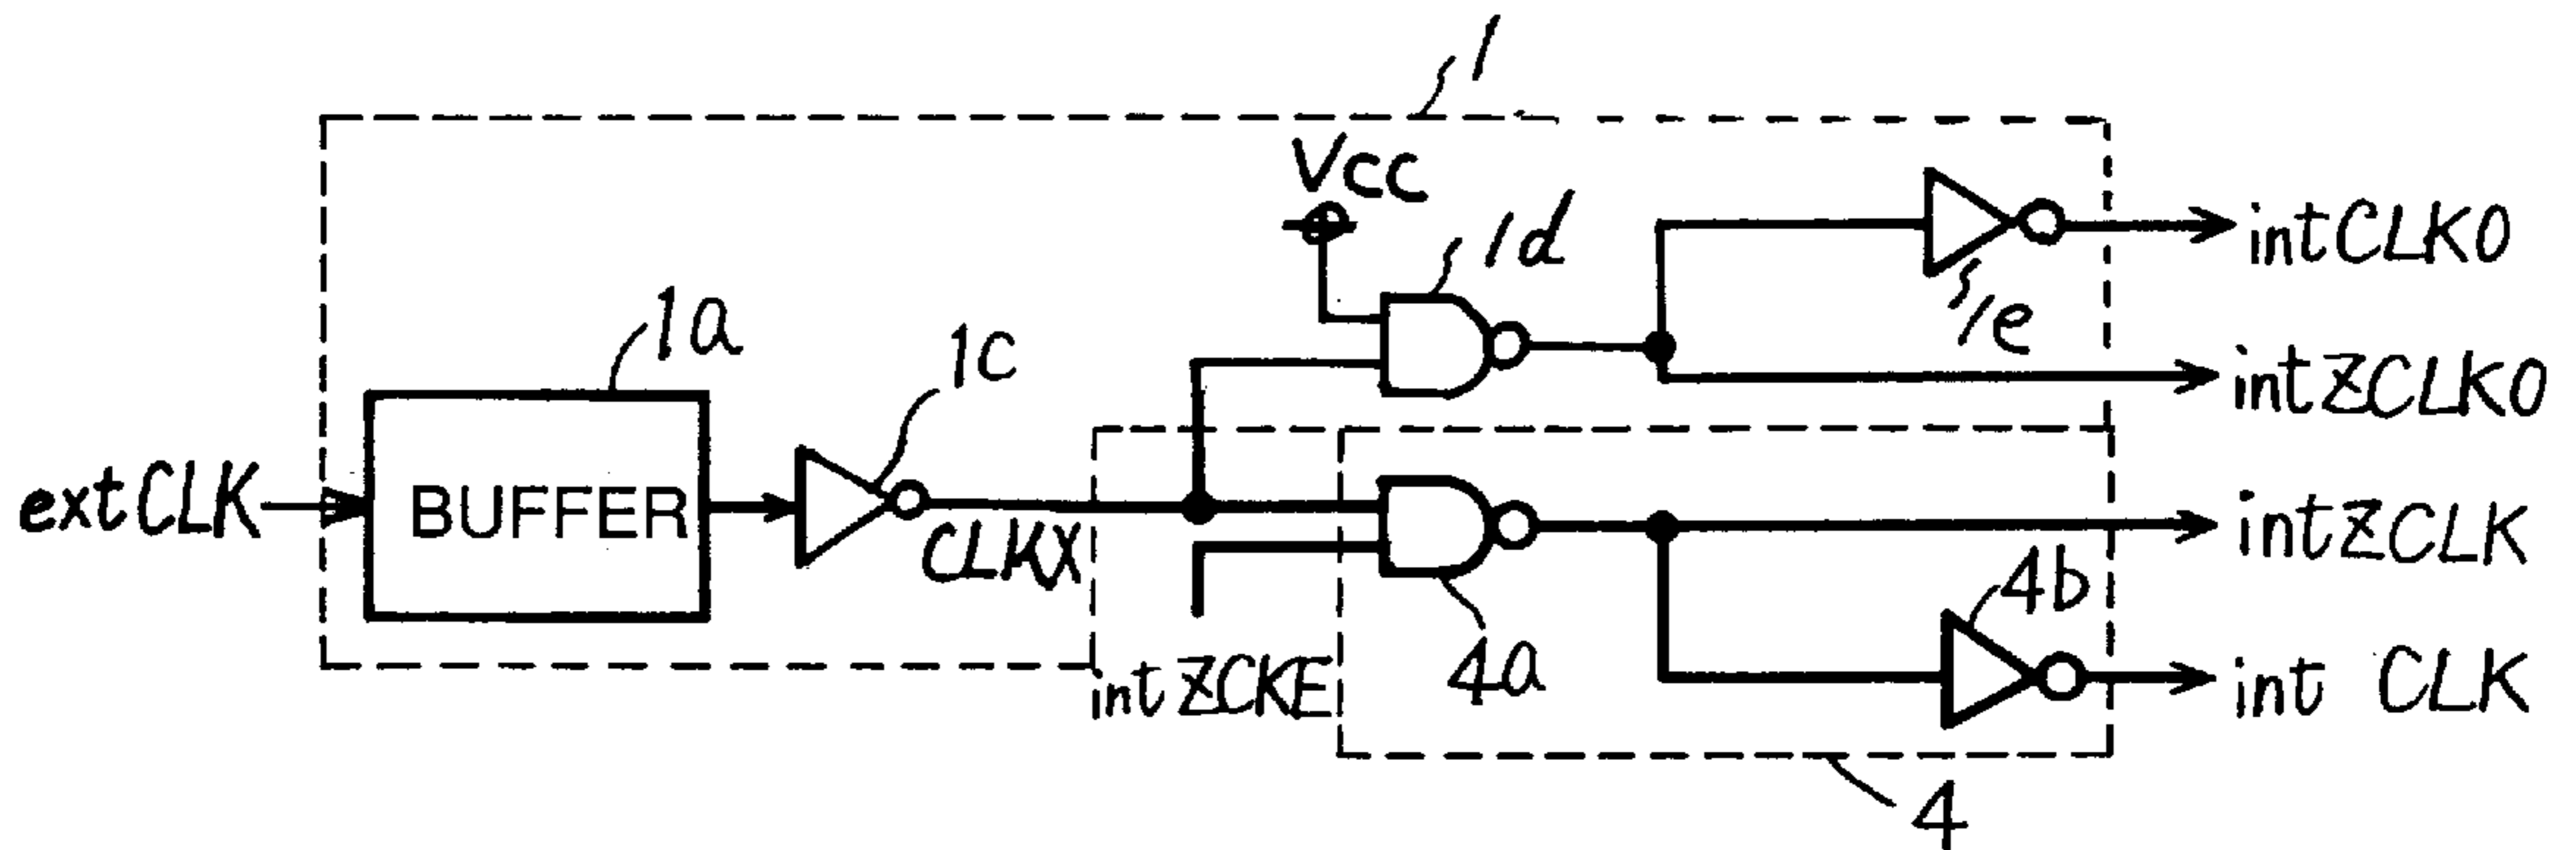 1
Vcc
1d
intCLK0
1e
1a
1c
intZCLK0
extCLK
BUFFER
CLKX
intZCLK
4b
intZCKE
4a
int CLK
4